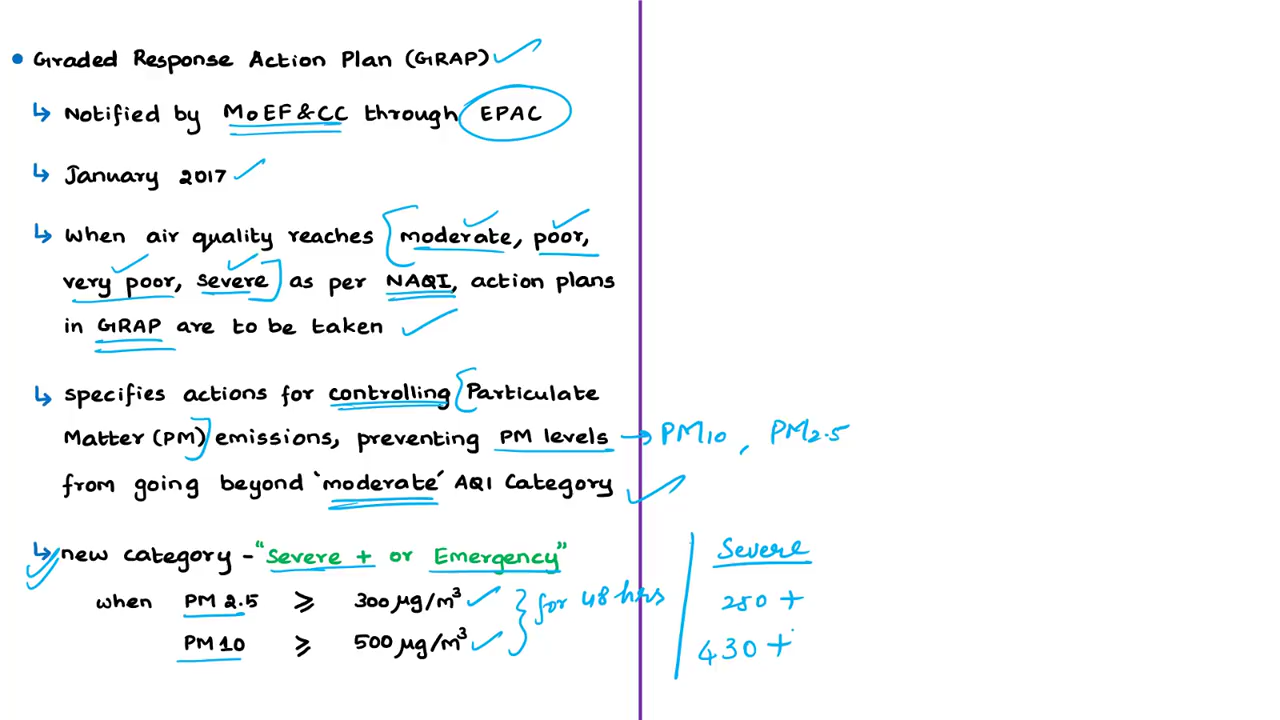 • Graded Response Action Plan (GRAP)
↳ Notified by MoEF&CC through EPAC
↳ January 2017
↳ When air quality reaches [moderate, poor,
very poor, severe] as per NAQI, action plans
in GRAP are to be taken
↳ specifies actions for controlling [Particulate
Matter (PM)] emissions, preventing PM levels → PM10, PM2.5
from going beyond 'moderate' AQI Category
↳ new category - "Severe + or Emergency"
when PM 2.5 ⩾ 300 μg/m³
PM 10 ⩾ 500 μg/m³
} for 48 hrs
Severe
250 +
430 +